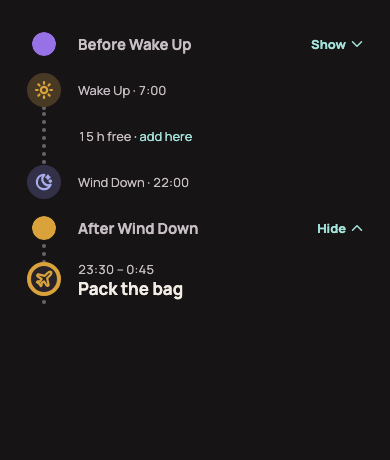 Before Wake Up Show
Wake Up · 7:00
15 h free · add here
Wind Down · 22:00
After Wind Down Hide
23:30 – 0:45
Pack the bag